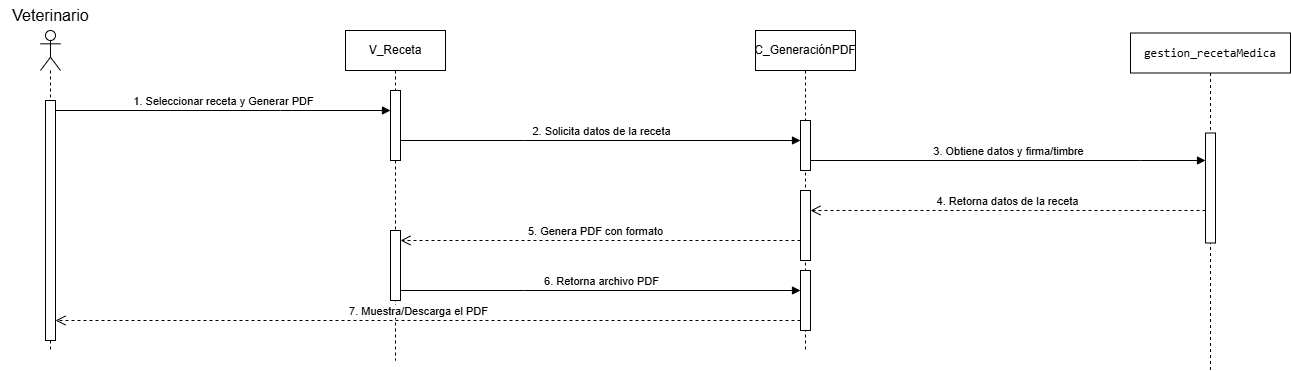 Veterinario
V_Receta
C_GeneraciónPDF
gestion_recetaMedica
1. Seleccionar receta y Generar PDF
2. Solicita datos de la receta
3. Obtiene datos y firma/timbre
4. Retorna datos de la receta
5. Genera PDF con formato
6. Retorna archivo PDF
7. Muestra/Descarga el PDF